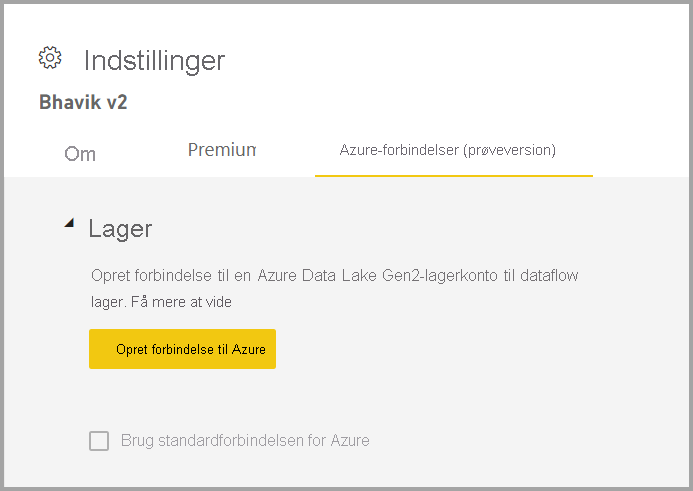 Indstillinger
Bhavik v2
Om Premium Azure-forbindelser (prøveversion)
Lager
Opret forbindelse til en Azure Data Lake Gen2-lagerkonto til dataflow
lager. Få mere at vide
Opret forbindelse til Azure
Brug standardforbindelsen for Azure